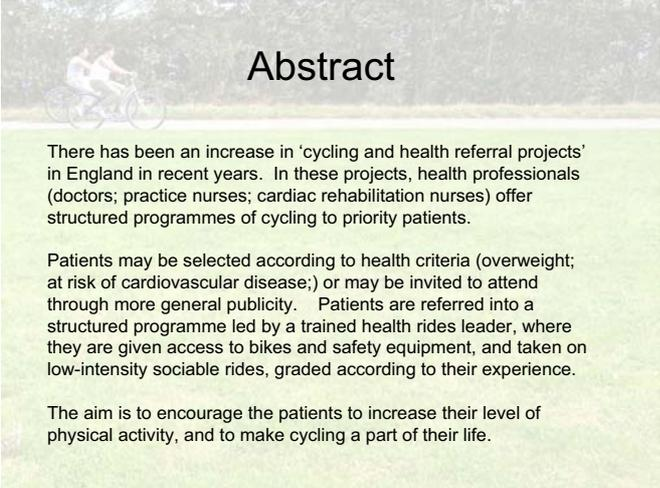 Abstract
There has been an increase in ‘cycling and health referral projects’
in England in recent years.  In these projects, health professionals
(doctors; practice nurses; cardiac rehabilitation nurses) offer
structured programmes of cycling to priority patients.
Patients may be selected according to health criteria (overweight;
at risk of cardiovascular disease;) or may be invited to attend
through more general publicity.    Patients are referred into a
structured programme led by a trained health rides leader, where
they are given access to bikes and safety equipment, and taken on
low-intensity sociable rides, graded according to their experience.
The aim is to encourage the patients to increase their level of
physical activity, and to make cycling a part of their life.